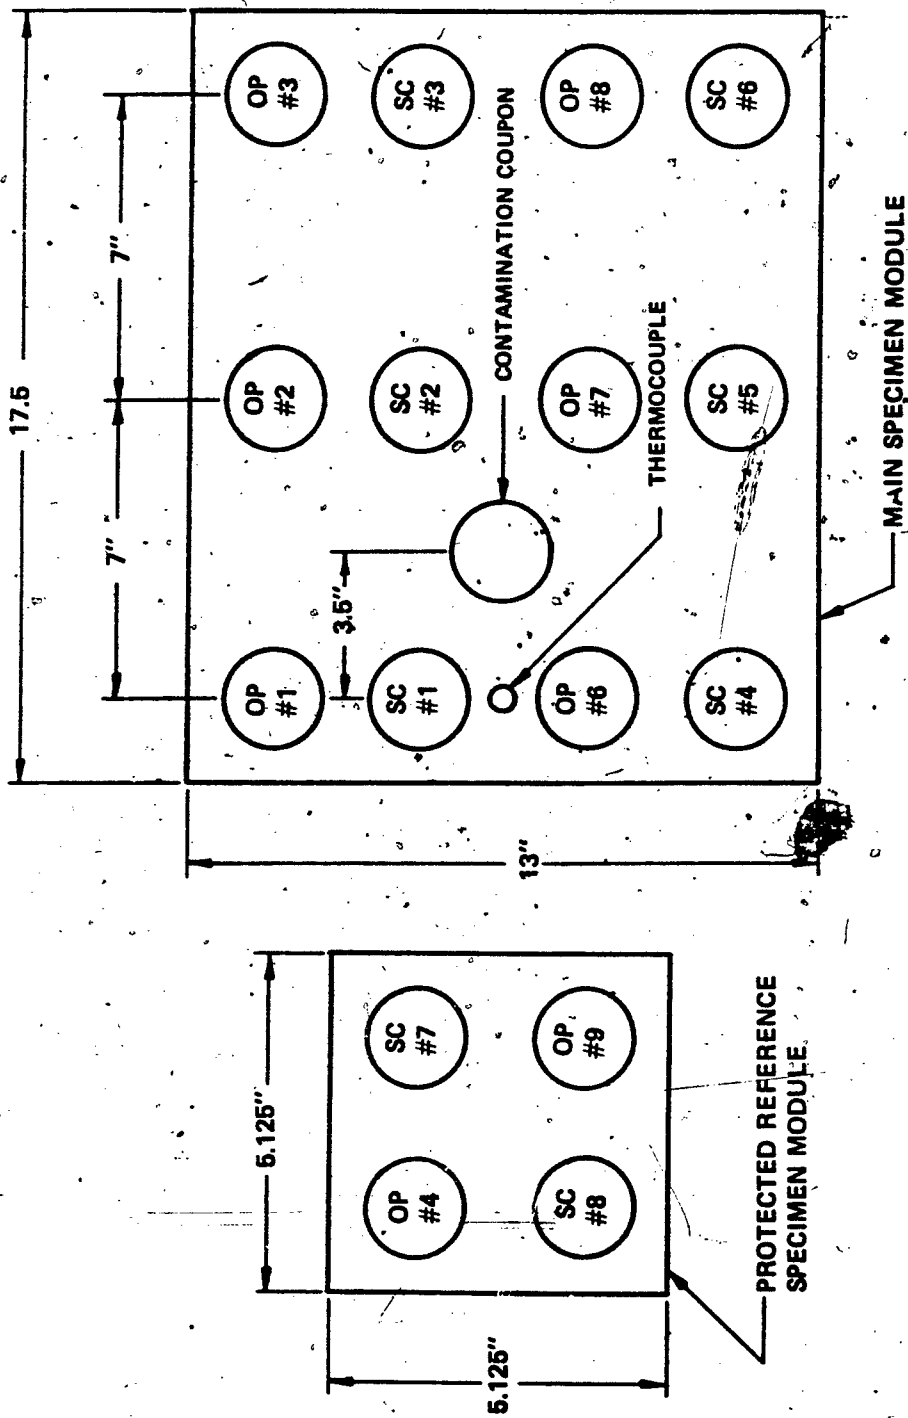 5.125"
5.125"
OP
#4
SC
#7
SC
#8
OP
#9
PROTECTED REFERENCE
SPECIMEN MODULE
17.5
7"
7"
13"
3.5"
OP
#1
OP
#2
OP
#3
SC
#1
SC
#2
SC
#3
CONTAMINATION COUPON
THERMOCOUPLE
OP
#6
OP
#7
OP
#8
SC
#4
SC
#5
SC
#6
MAIN SPECIMEN MODULE